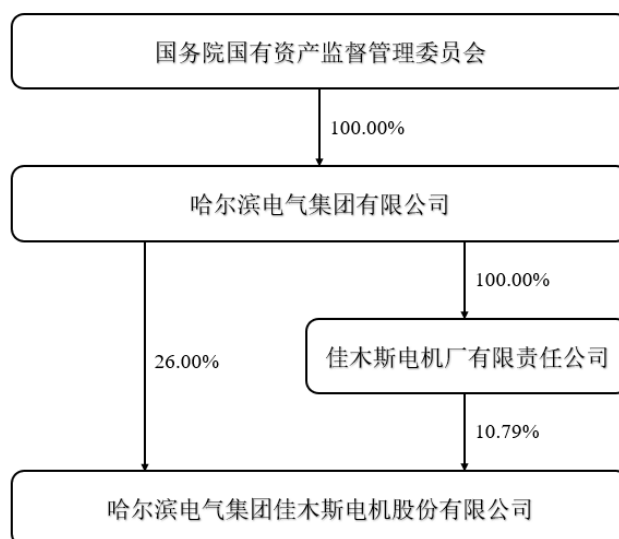 国务院国有资产监督管理委员会
100.00%
哈尔滨电气集团有限公司
100.00%
26.00%
佳木斯电机厂有限责任公司
10.79%
哈尔滨电气集团佳木斯电机股份有限公司